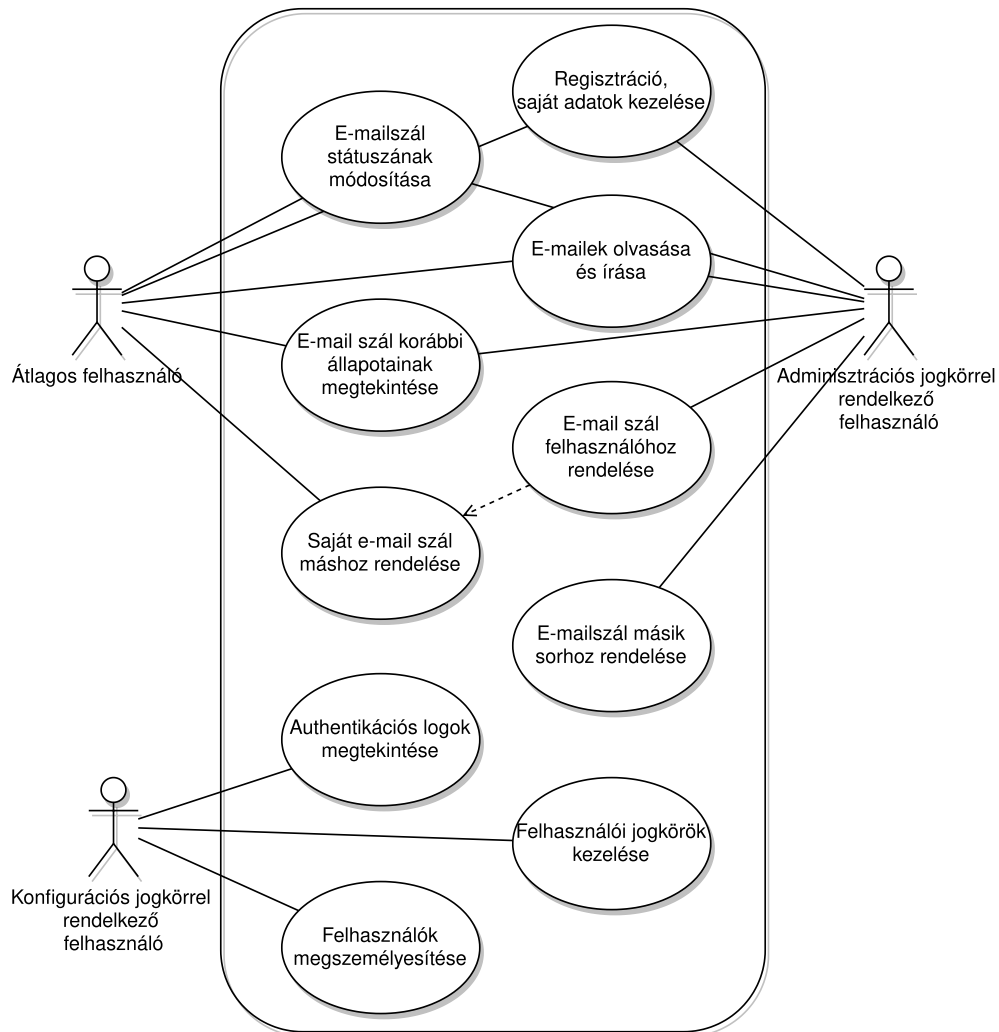 Regisztráció,
saját adatok kezelése
E-mailszál
státuszának
módosítása
E-mailek olvasása
és írása
E-mail szál korábbi
állapotainak
megtekintése
Átlagos felhasználó
Adminisztrációs jogkörrel
rendelkező
felhasználó
E-mail szál
felhasználóhoz
rendelése
Saját e-mail szál
máshoz rendelése
E-mailszál másik
sorhoz rendelése
Authentikációs logok
megtekintése
Felhasználói jogkörök
kezelése
Konfigurációs jogkörrel
rendelkező
felhasználó
Felhasználók
megszemélyesítése